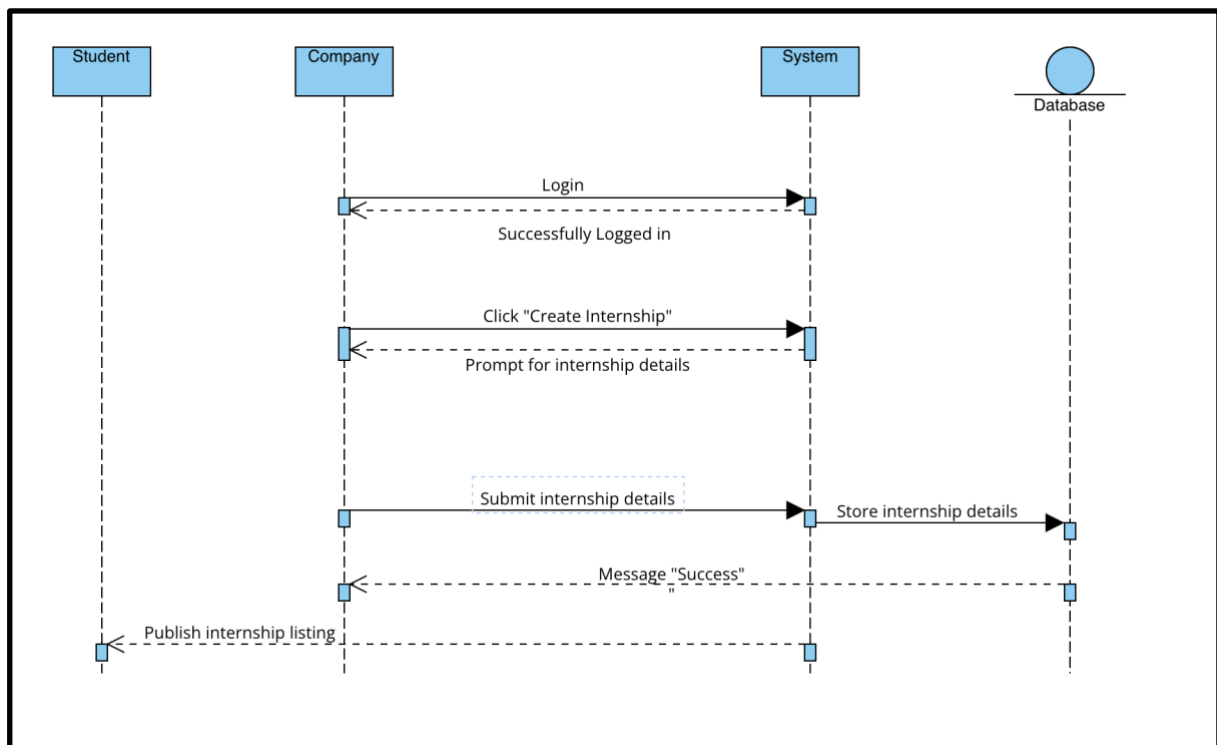 Student
Company
System
Database
Login
Successfully Logged in
Click "Create Internship"
Prompt for internship details
Submit internship details
Store internship details
Message "Success"
"
Publish internship listing